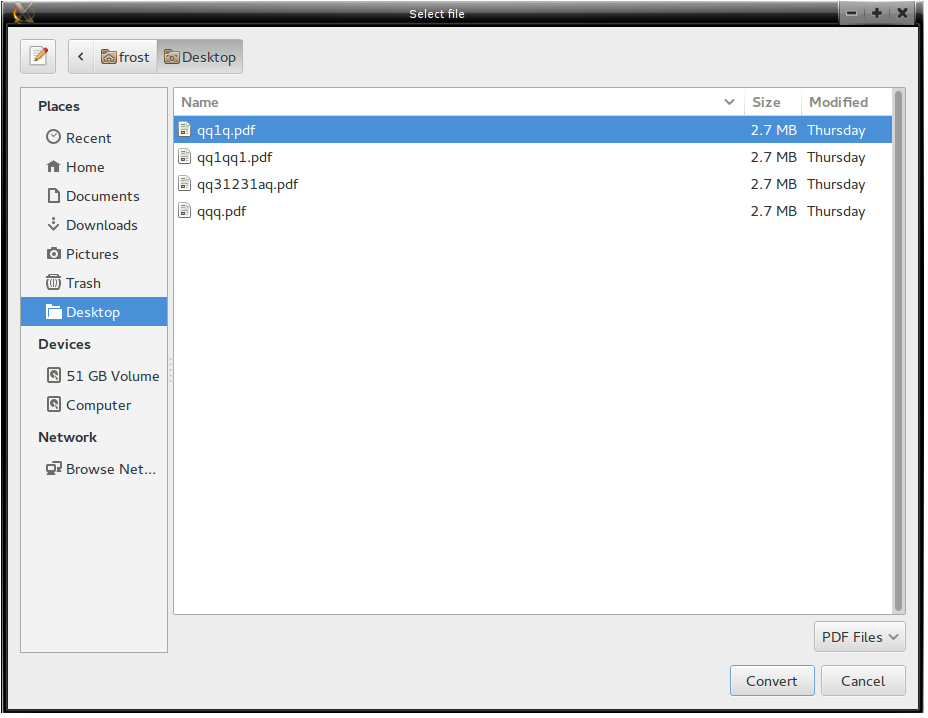 Select file
frost
Desktop
Places
Recent
Home
Documents
Downloads
Pictures
Trash
Desktop
Devices
51 GB Volume
Computer
Network
Browse Net...
Name Size Modified
qq1q.pdf 2.7 MB Thursday
qq1qq1.pdf 2.7 MB Thursday
qq31231aq.pdf 2.7 MB Thursday
qqq.pdf 2.7 MB Thursday
PDF Files
Convert Cancel